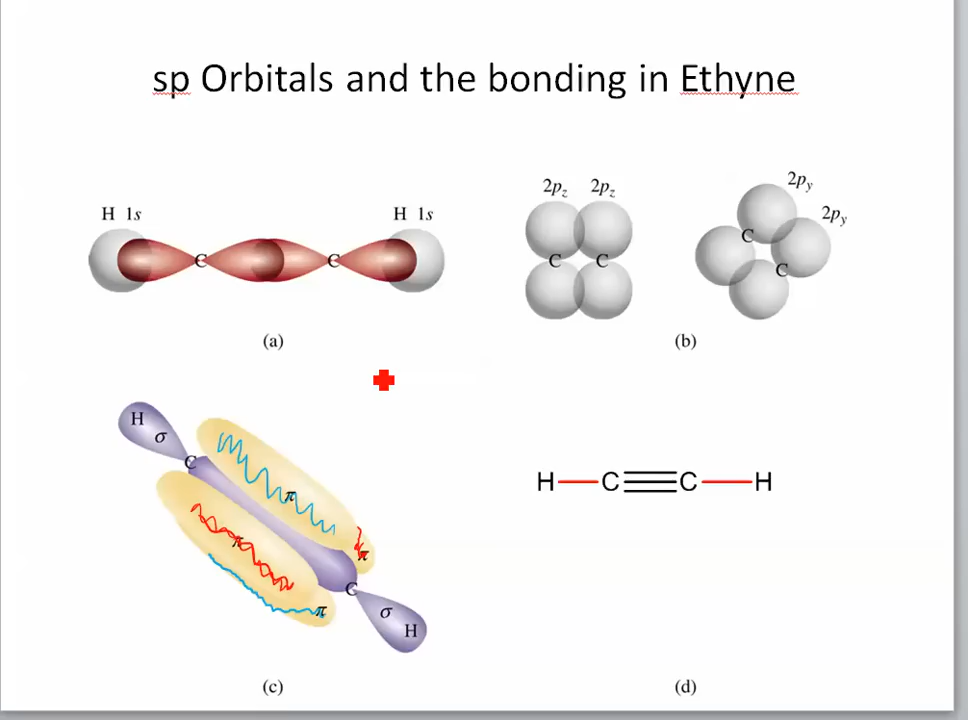 sp Orbitals and the bonding in Ethyne
H 1s
H 1s
C
C
(a)
2pz 2pz
C C
2py
2py
C
C
(b)
H
σ
C
π
π
π
π
C
σ
H
(c)
H C C H
(d)